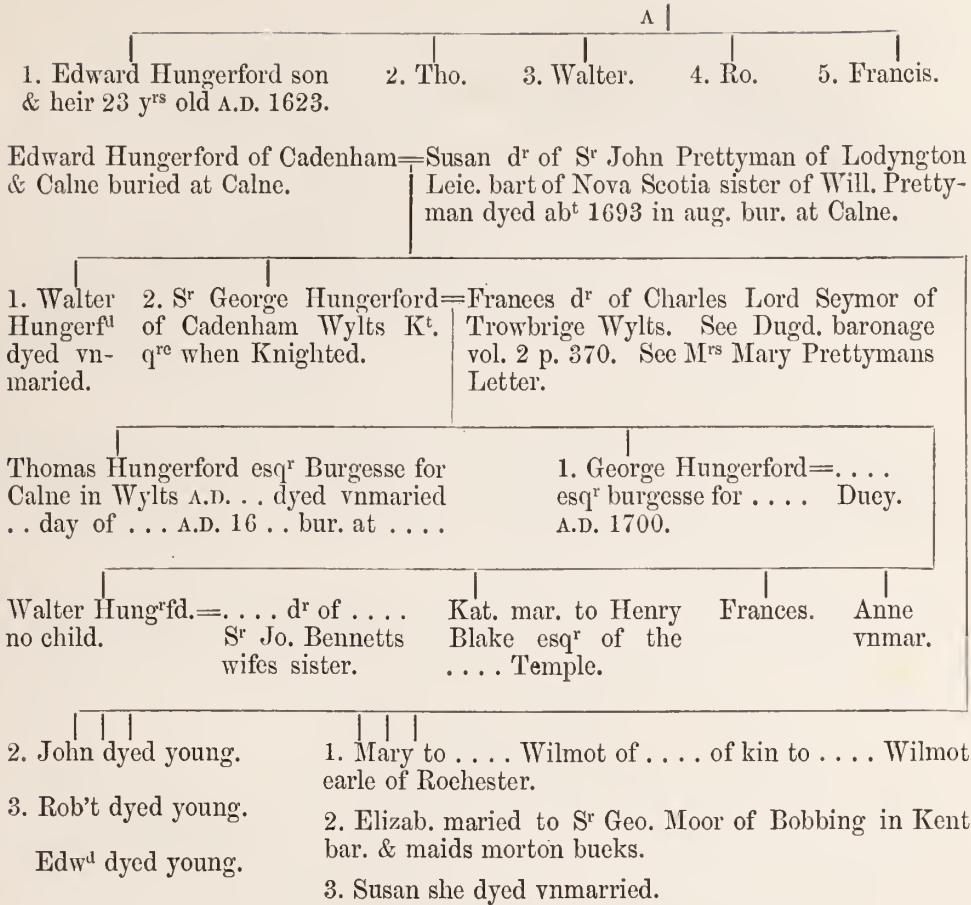 A
1. Edward Hungerford son
& heir 23 yrs old A.D. 1623.
2. Tho.
3. Walter.
4. Ro.
5. Francis.
Edward Hungerford of Cadenham=Susan dr of Sr John Prettyman of Lodyngton
& Calne buried at Calne.
Leic. bart of Nova Scotia sister of Will. Pretty-
man dyed abt 1693 in aug. bur. at Calne.
1. Walter
Hungerfd
dyed vn-
maried.
2. Sr George Hungerford=Frances dr of Charles Lord Seymor of
of Cadenham Wylts Kt.
qre when Knighted.
Trowbrige Wylts. See Dugd. baronage
vol. 2 p. 370. See Mrs Mary Prettymans
Letter.
Thomas Hungerford esqr Burgesse for
Calne in Wylts A.D. . . dyed vnmaried
. . day of . . . A.D. 16 . . bur. at . . . .
1. George Hungerford=. . . .
esqr burgesse for . . . . Duey.
A.D. 1700.
Walter Hungrfd.=. . . . dr of . . . .
no child.
Sr Jo. Bennetts
wifes sister.
Kat. mar. to Henry
Blake esqr of the
. . . . Temple.
Frances.
Anne
vnmar.
2. John dyed young.
3. Rob't dyed young.
Edwd dyed young.
1. Mary to . . . . Wilmot of . . . . of kin to . . . . Wilmot
earle of Rochester.
2. Elizab. maried to Sr Geo. Moor of Bobbing in Kent
bar. & maids morton bucks.
3. Susan she dyed vnmarried.